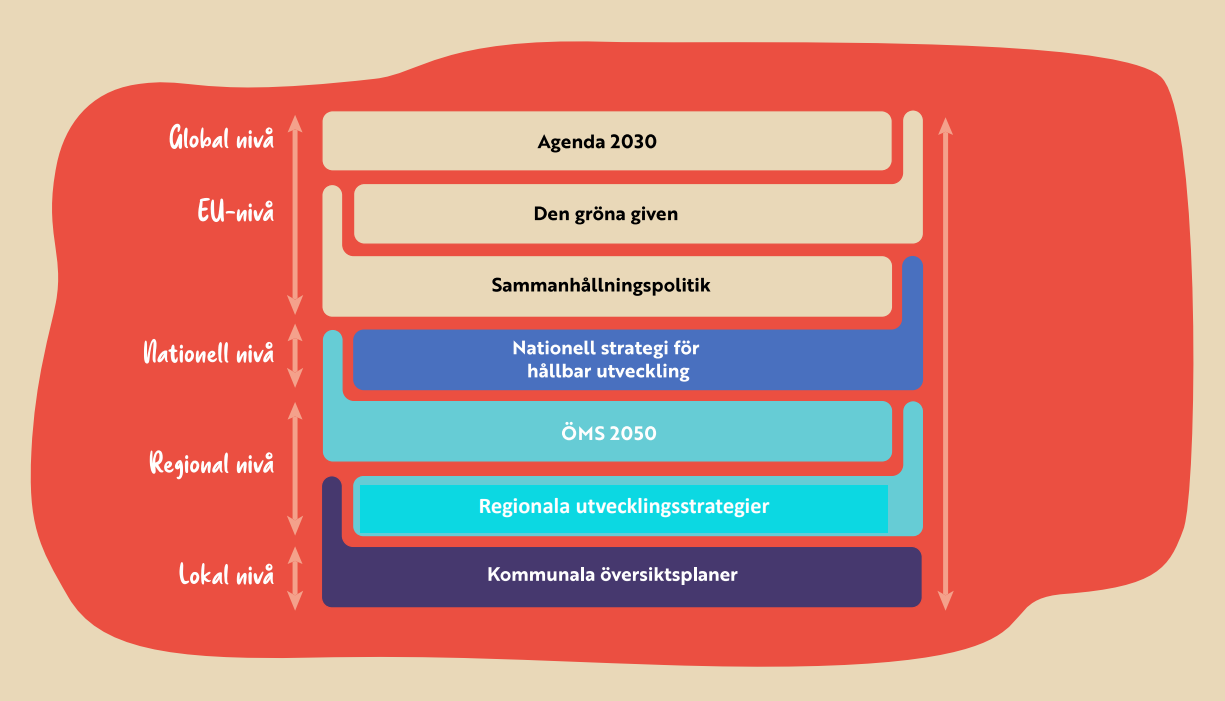 Global nivå
Agenda 2030
EU-nivå
Den gröna given
Sammanhållningspolitik
Nationell nivå
Nationell strategi för
hållbar utveckling
ÖMS 2050
Regional nivå
Regionala utvecklingsstrategier
Lokal nivå
Kommunala översiktsplaner